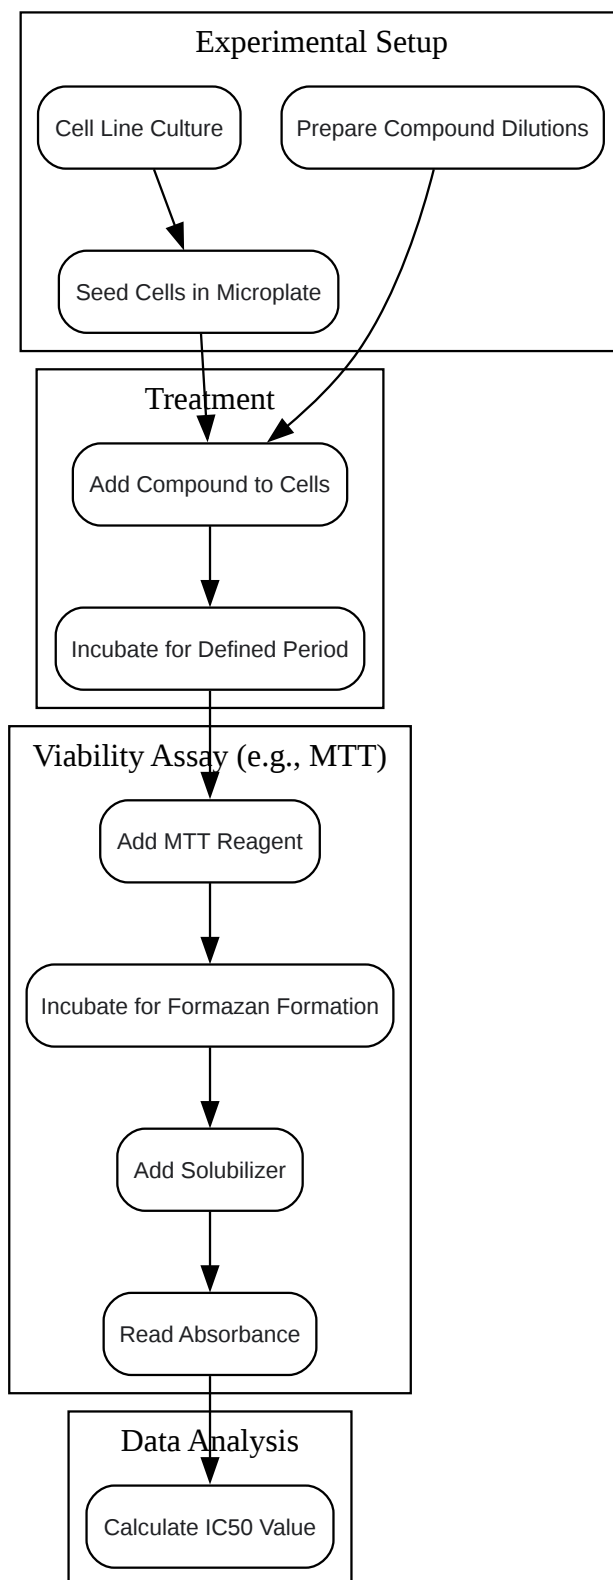 Experimental Setup
Cell Line Culture
Prepare Compound Dilutions
Seed Cells in Microplate
Treatment
Add Compound to Cells
Incubate for Defined Period
Viability Assay (e.g., MTT)
Add MTT Reagent
Incubate for Formazan Formation
Add Solubilizer
Read Absorbance
Data Analysis
Calculate IC50 Value